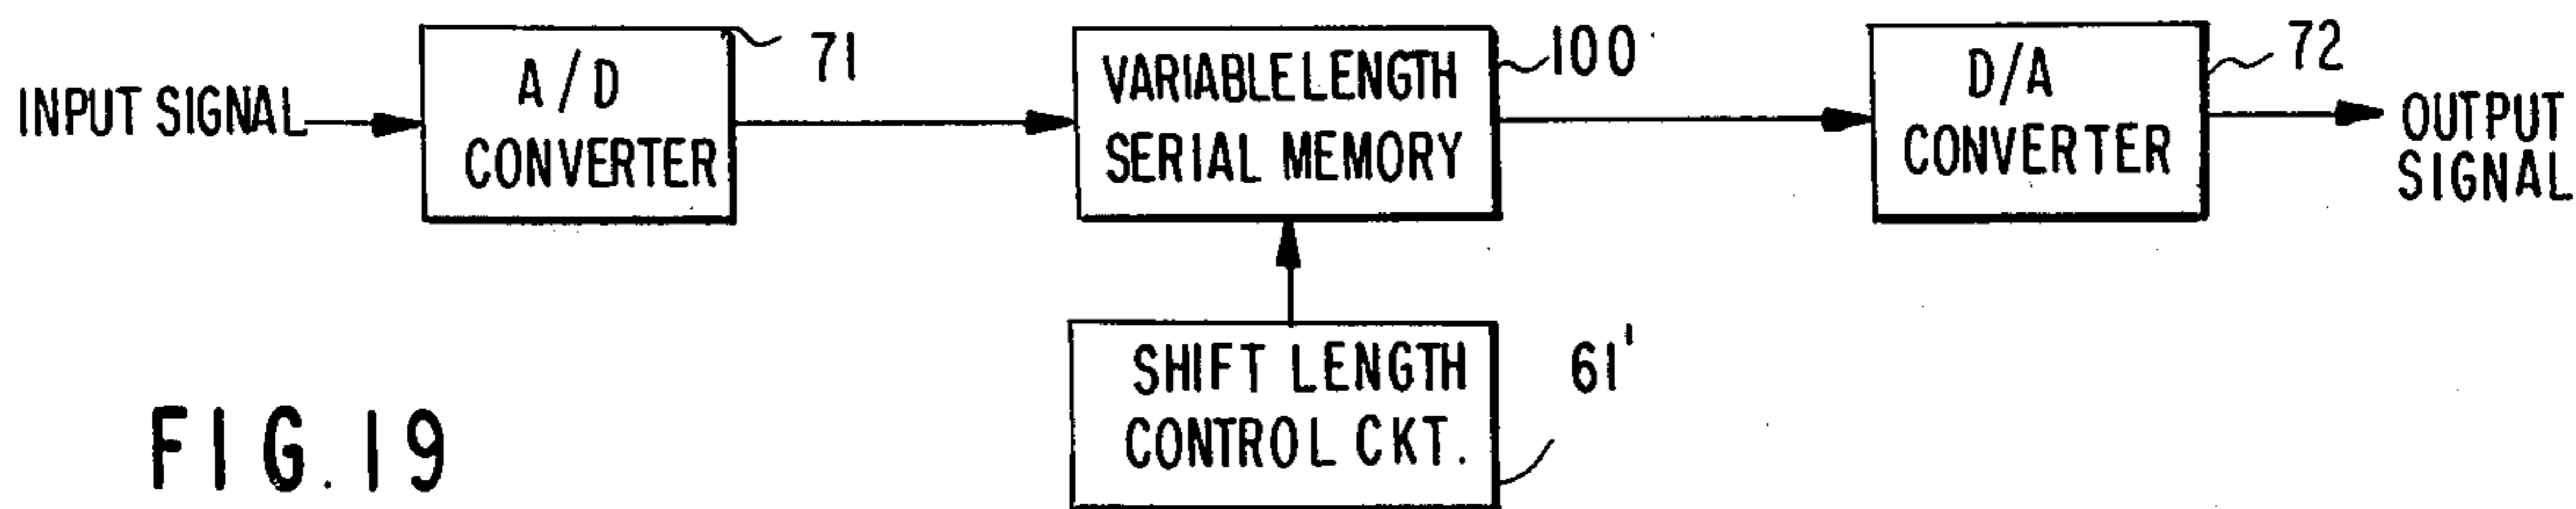 INPUT SIGNAL
A/D
CONVERTER
71
VARIABLE LENGTH
SERIAL MEMORY
100
D/A
CONVERTER
72
OUTPUT
SIGNAL
SHIFT LENGTH
CONTROL CKT.
61'
FIG. 19